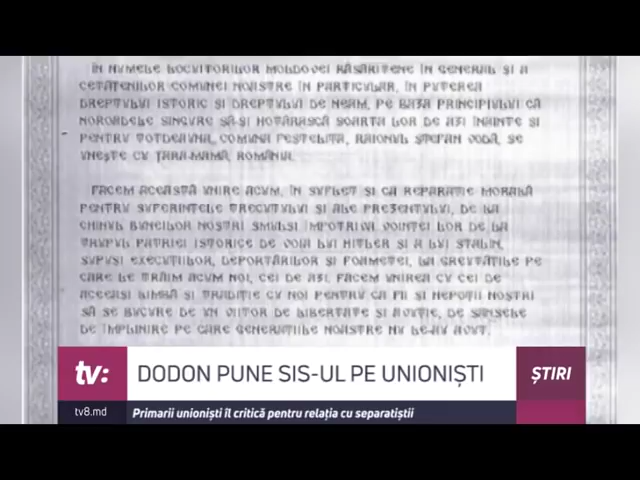 ÎN NUMELE LOCUITORILOR MOLDOVEI RĂSĂRITENE ÎN GENERAL ȘI A
CETĂȚENILOR COMUNEI NOASTRE ÎN PARTICULAR, ÎN PUTEREA
DREPTULUI ISTORIC ȘI DREPTULUI DE NEAM, PE BAZA PRINCIPIULUI CĂ
NOROADELE SINGURE SĂ-ȘI HOTĂRASCĂ SOARTA LOR DE AZI ÎNAINTE ȘI
PENTRU TOTDEAUNA, COMUNA FEȘTELIȚA, RAIONUL ȘTEFAN VODĂ, SE
UNEȘTE CU ȚARA-MAMĂ, ROMÂNIA.
FACEM ACEASTĂ UNIRE ACUM, ÎN SUFLET ȘI CA REPARAȚIE MORALĂ
PENTRU SUFERINȚELE TRECUTULUI ȘI ALE PREZENTULUI, DE LA
CHINUL BUNEILOR NOȘTRI SMULȘI ÎMPOTRIVA VOINȚEI LOR DE LA
TRUPUL PATRIEI ISTORICE DE VOIA LUI HITLER ȘI A LUI STALIN,
SUPUȘI EXECUȚIILOR, DEPORTĂRILOR ȘI FOAMETEI, LA GREUTĂȚILE PE
CARE LE TRĂIM ACUM NOI, CEI DE AZI. FACEM UNIREA CU CEI DE
ACEEAȘI LIMBĂ ȘI TRADIȚIE CU NOI PENTRU CA FII ȘI NEPOȚII NOȘTRI
SĂ SE BUCURE DE UN VIITOR DE LIBERTATE ȘI AVUȚIE, DE ȘANSELE
DE ÎMPLINIRE PE CARE GENERAȚIILE NOASTRE NU LE-AU AVUT.
tv: DODON PUNE SIS-UL PE UNIONIȘTI ȘTIRI
tv8.md Primarii unioniști îl critică pentru relația cu separatiștii